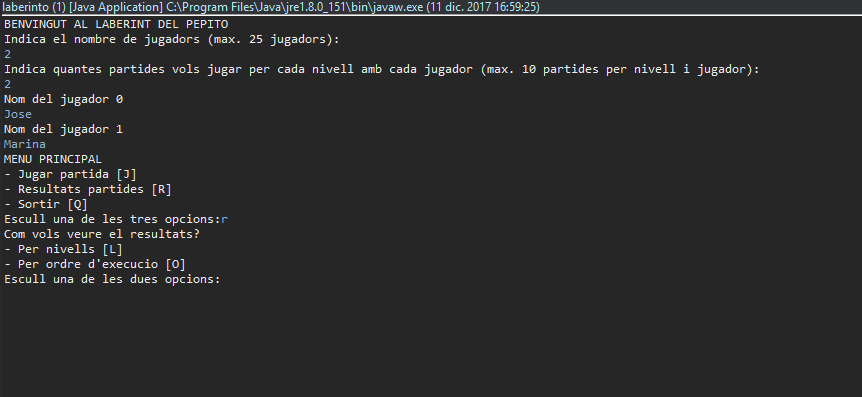 laberinto (1) [Java Application] C:\Program Files\Java\jre1.8.0_151\bin\javaw.exe (11 dic. 2017 16:59:25)
BENVINGUT AL LABERINT DEL PEPITO
Indica el nombre de jugadors (max. 25 jugadors):
2
Indica quantes partides vols jugar per cada nivell amb cada jugador (max. 10 partides per nivell i jugador):
2
Nom del jugador 0
Jose
Nom del jugador 1
Marina
MENU PRINCIPAL
- Jugar partida [J]
- Resultats partides [R]
- Sortir [Q]
Escull una de les tres opcions:r
Com vols veure el resultats?
- Per nivells [L]
- Per ordre d'execucio [O]
Escull una de les dues opcions: